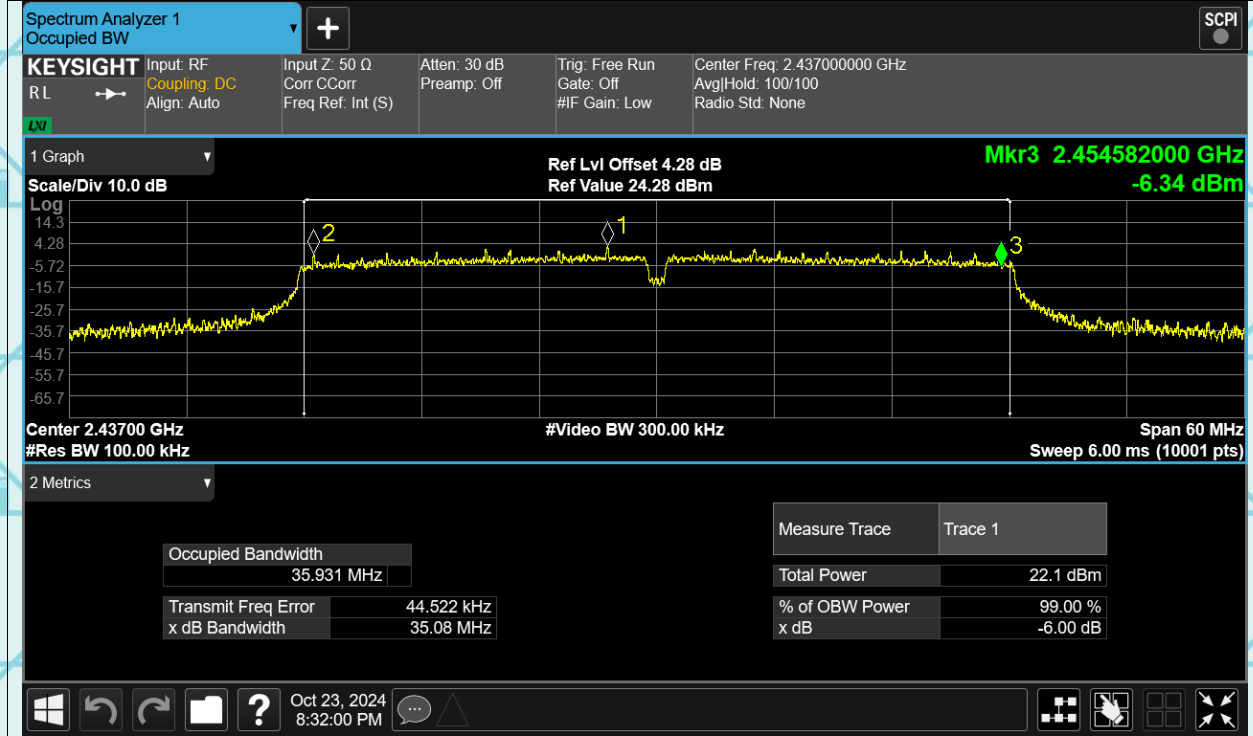 Spectrum Analyzer 1
Occupied BW
SCPI
KEYSIGHT
R L
LXI
Input: RF
Coupling: DC
Align: Auto
Input Z: 50 Ω
Corr CCorr
Freq Ref: Int (S)
Atten: 30 dB
Preamp: Off
Trig: Free Run
Gate: Off
#IF Gain: Low
Center Freq: 2.437000000 GHz
Avg|Hold: 100/100
Radio Std: None
1 Graph
Scale/Div 10.0 dB
Ref Lvl Offset 4.28 dB
Ref Value 24.28 dBm
Mkr3 2.454582000 GHz
-6.34 dBm
Log
14.3
4.28
-5.72
-15.7
-25.7
-35.7
-45.7
-55.7
-65.7
2
1
3
Center 2.43700 GHz
#Video BW 300.00 kHz
Span 60 MHz
#Res BW 100.00 kHz
Sweep 6.00 ms (10001 pts)
2 Metrics
Measure Trace Trace 1
Occupied Bandwidth
35.931 MHz
Total Power 22.1 dBm
Transmit Freq Error 44.522 kHz
% of OBW Power 99.00 %
x dB Bandwidth 35.08 MHz
x dB -6.00 dB
?
Oct 23, 2024
8:32:00 PM